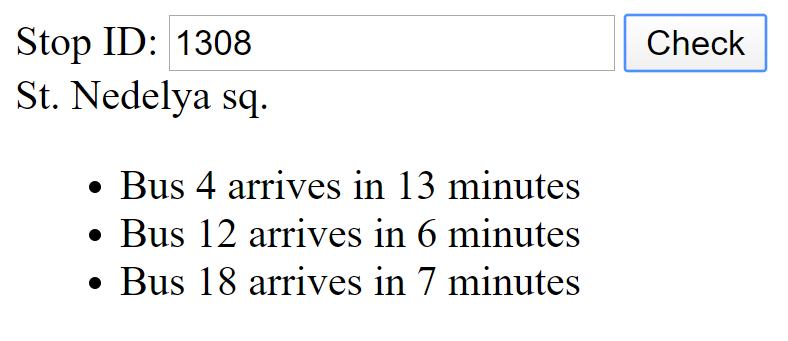 Stop ID: 1308 Check
St. Nedelya sq.
• Bus 4 arrives in 13 minutes
• Bus 12 arrives in 6 minutes
• Bus 18 arrives in 7 minutes